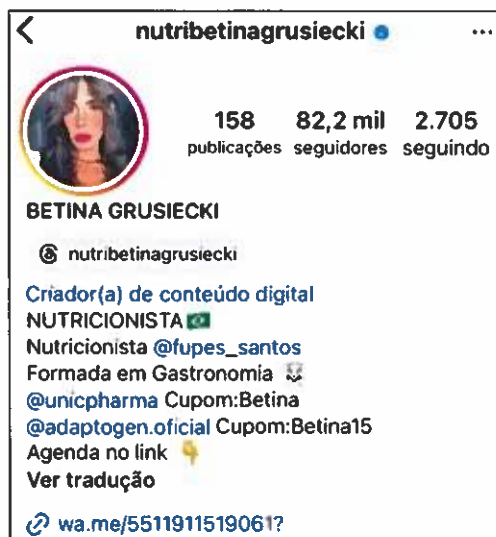 nutribetinagrusiecki
158 82,2 mil 2.705
publicações seguidores seguindo
BETINA GRUSIECKI
nutribetinagrusiecki
Criador(a) de conteúdo digital
NUTRICIONISTA🇧🇷
Nutricionista @fupes_santos
Formada em Gastronomia
@unicpharma Cupom:Betina
@adaptogen.oficial Cupom:Betina15
Agenda no link 👇
Ver tradução
wa.me/5511911519061?